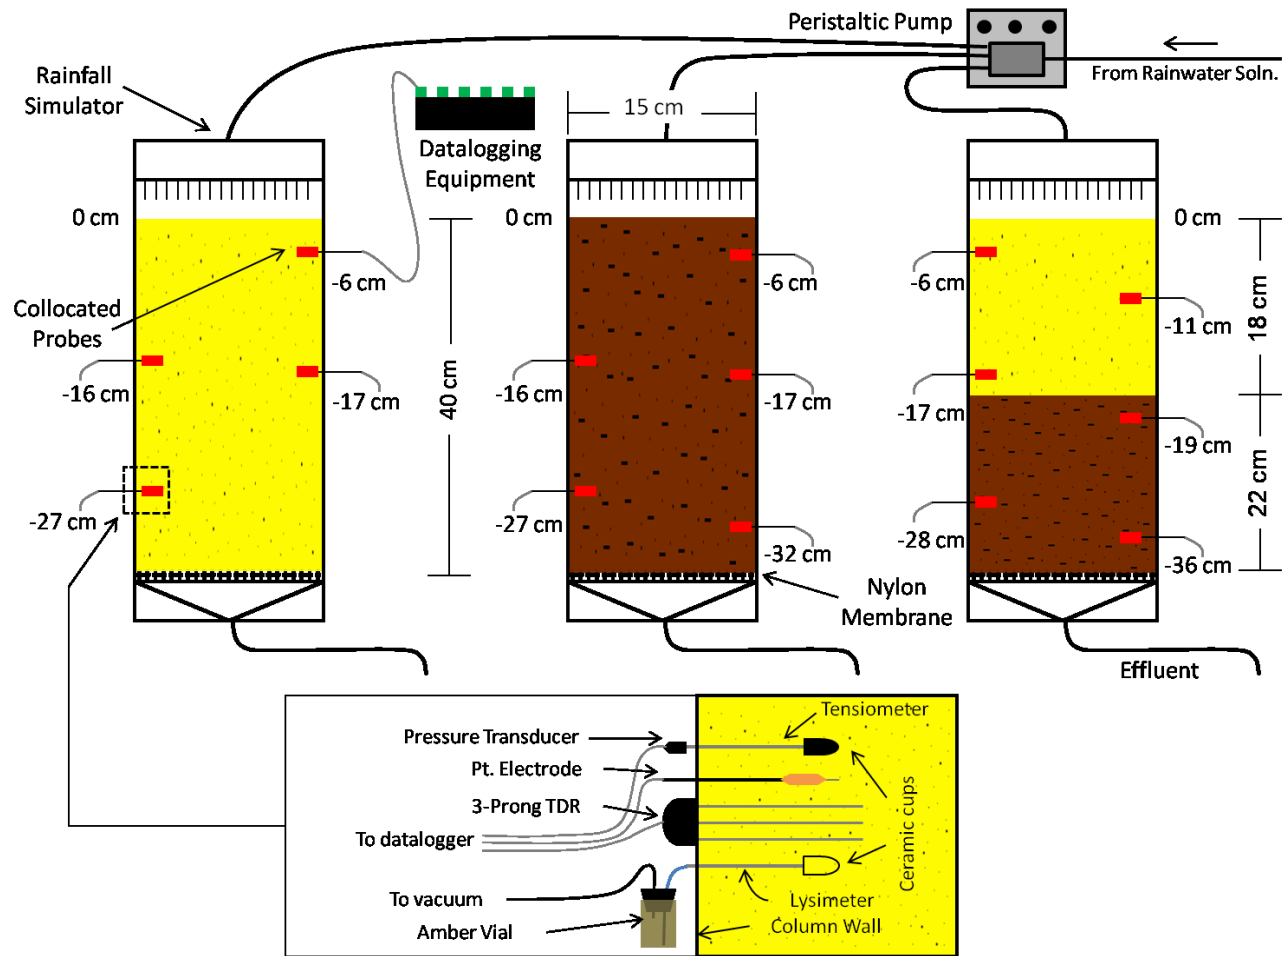 Peristaltic Pump
From Rainwater Soln.
Rainfall
Simulator
Datalogging
Equipment
15 cm
0 cm
-6 cm
Collocated
Probes
-16 cm
-17 cm
-27 cm
40 cm
0 cm
-6 cm
-16 cm
-17 cm
-27 cm
-32 cm
Nylon
Membrane
0 cm
-6 cm
-11 cm
-17 cm
-19 cm
-28 cm
-36 cm
18 cm
22 cm
Effluent
Tensiometer
Pressure Transducer
Pt. Electrode
3-Prong TDR
To datalogger
Ceramic cups
To vacuum
Amber Vial
Lysimeter
Column Wall